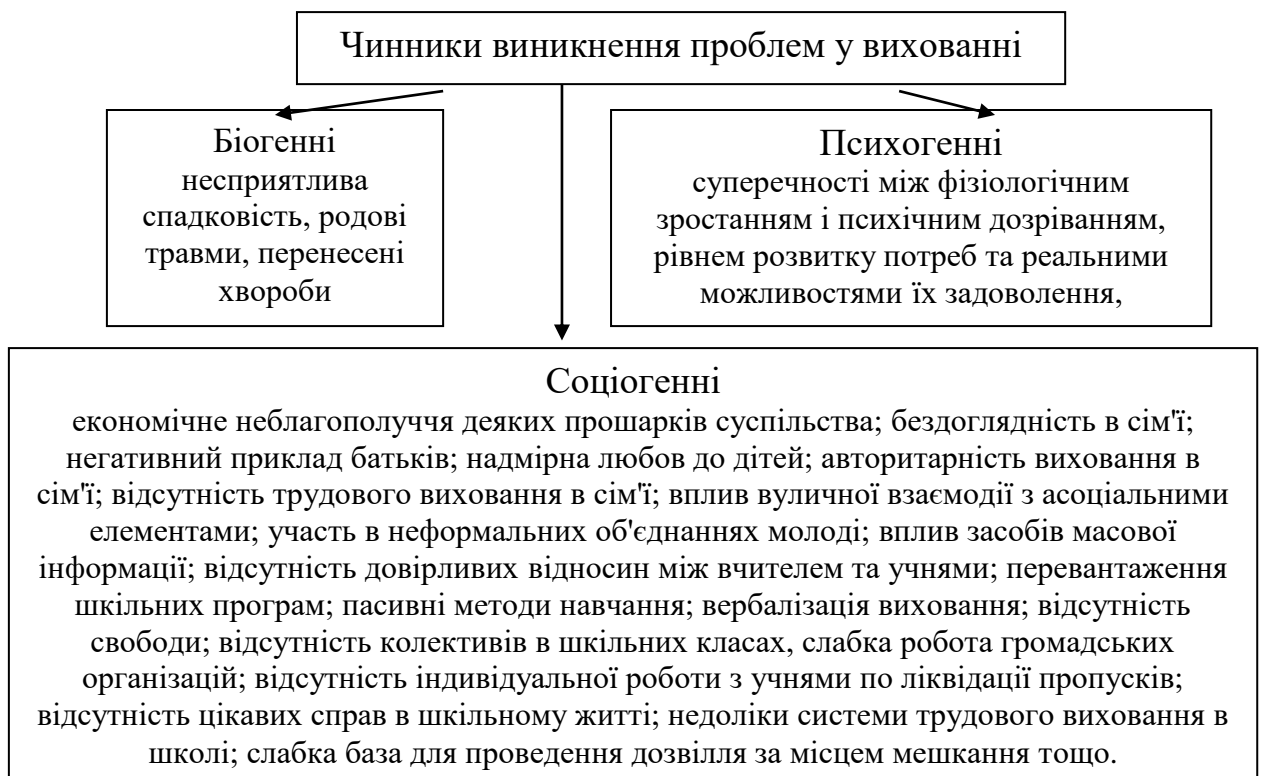 Чинники виникнення проблем у вихованні
Біогенні
несприятлива
спадковість, родові
травми, перенесені
хвороби
Психогенні
суперечності між фізіологічним
зростанням і психічним дозріванням,
рівнем розвитку потреб та реальними
можливостями їх задоволення,
Соціогенні
економічне неблагополуччя деяких прошарків суспільства; бездоглядність в сім'ї;
негативний приклад батьків; надмірна любов до дітей; авторитарність виховання в
сім'ї; відсутність трудового виховання в сім'ї; вплив вуличної взаємодії з асоціальними
елементами; участь в неформальних об'єднаннях молоді; вплив засобів масової
інформації; відсутність довірливих відносин між вчителем та учнями; перевантаження
шкільних програм; пасивні методи навчання; вербалізація виховання; відсутність
свободи; відсутність колективів в шкільних класах, слабка робота громадських
організацій; відсутність індивідуальної роботи з учнями по ліквідації пропусків;
відсутність цікавих справ в шкільному житті; недоліки системи трудового виховання в
школі; слабка база для проведення дозвілля за місцем мешкання тощо.